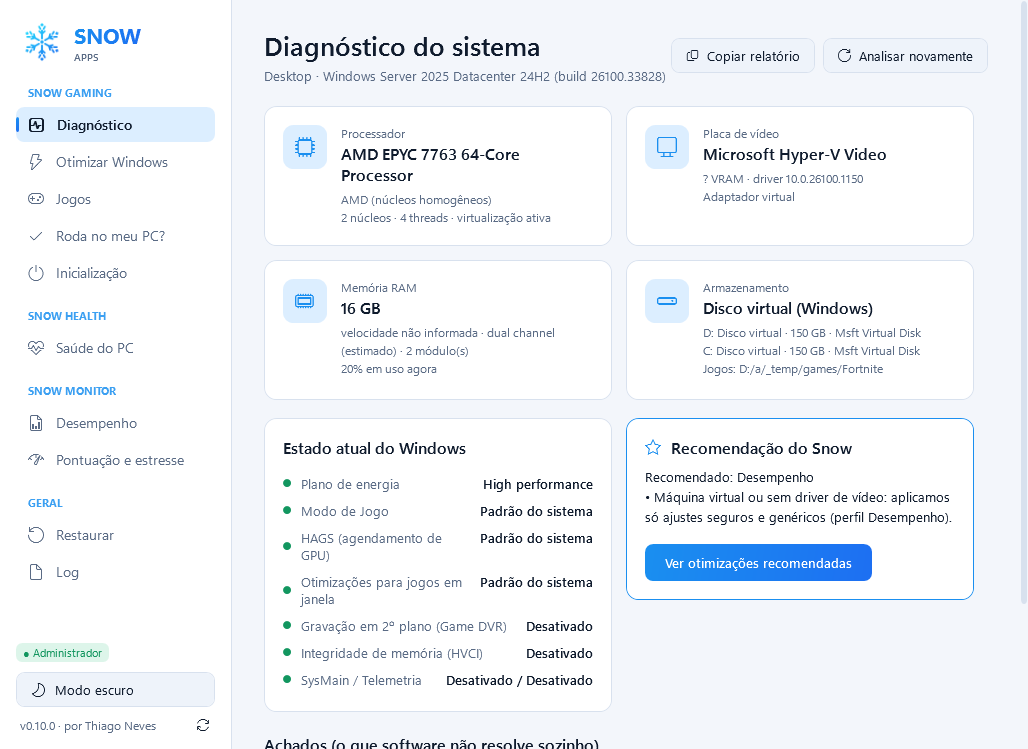 SNOW
APPS
SNOW GAMING
Diagnóstico
Otimizar Windows
Jogos
Roda no meu PC?
Inicialização
SNOW HEALTH
Saúde do PC
SNOW MONITOR
Desempenho
Pontuação e estresse
GERAL
Restaurar
Log
Administrador
Modo escuro
v0.10.0 · por Thiago Neves
Diagnóstico do sistema
Desktop · Windows Server 2025 Datacenter 24H2 (build 26100.33828)
Copiar relatório
Analisar novamente
Processador
AMD EPYC 7763 64-Core
Processor
AMD (núcleos homogêneos)
2 núcleos · 4 threads · virtualização ativa
Placa de vídeo
Microsoft Hyper-V Video
? VRAM · driver 10.0.26100.1150
Adaptador virtual
Memória RAM
16 GB
velocidade não informada · dual channel
(estimado) · 2 módulo(s)
20% em uso agora
Armazenamento
Disco virtual (Windows)
D: Disco virtual · 150 GB · Msft Virtual Disk
C: Disco virtual · 150 GB · Msft Virtual Disk
Jogos: D:/a/_temp/games/Fortnite
Estado atual do Windows
Plano de energia High performance
Modo de Jogo Padrão do sistema
HAGS (agendamento de Padrão do sistema
GPU)
Otimizações para jogos em Padrão do sistema
janela
Gravação em 2º plano (Game DVR) Desativado
Integridade de memória (HVCI) Desativado
SysMain / Telemetria Desativado / Desativado
Recomendação do Snow
Recomendado: Desempenho
• Máquina virtual ou sem driver de vídeo: aplicamos
só ajustes seguros e genéricos (perfil Desempenho).
Ver otimizações recomendadas
Achados (o que software não resolve sozinho)